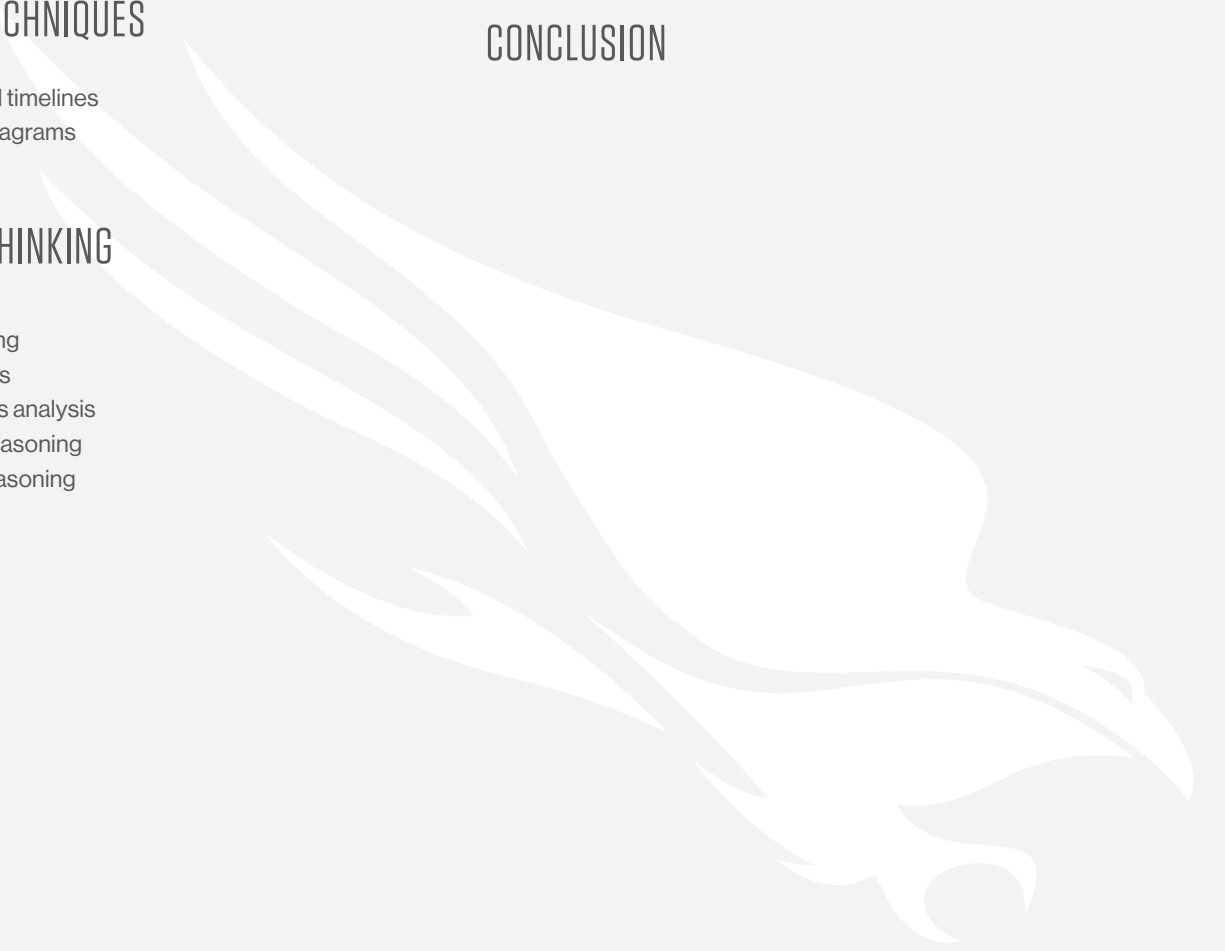 CHNIQUES
timelines
agrams
HINKING
ng
s
s analysis
asoning
asoning
CONCLUSION